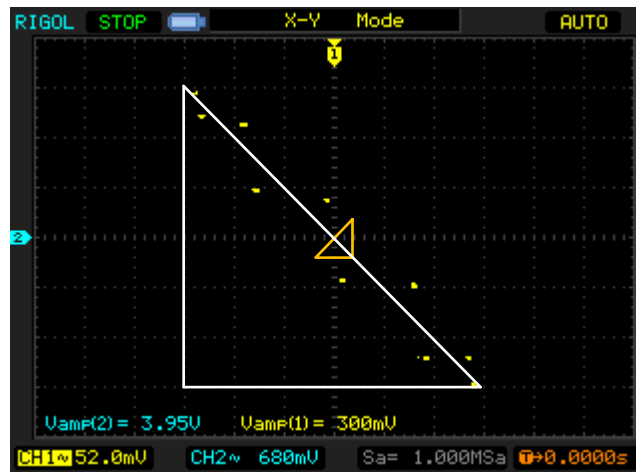 RIGOL STOP X-Y Mode AUTO
1
2
Vamp(2)= 3.95V Vamp(1)= 300mV
CH1~ 52.0mV CH2~ 680mV Sa= 1.000MSa T→0.0000s